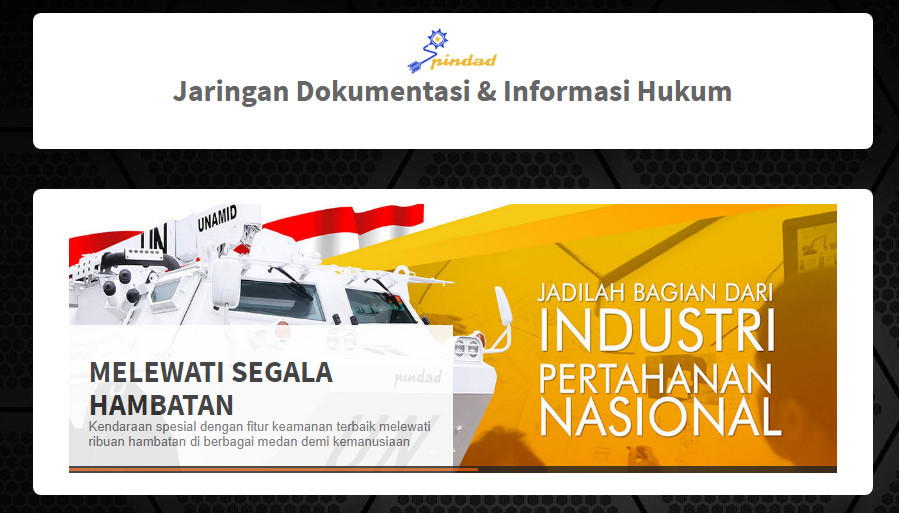 pindad
Jaringan Dokumentasi & Informasi Hukum
UN
UNAMID
JADILAH BAGIAN DARI
INDUSTRI
PERTAHANAN
NASIONAL
MELEWATI SEGALA
HAMBATAN
Kendaraan spesial dengan fitur keamanan terbaik melewati
ribuan hambatan di berbagai medan demi kemanusiaan
pindad
UN